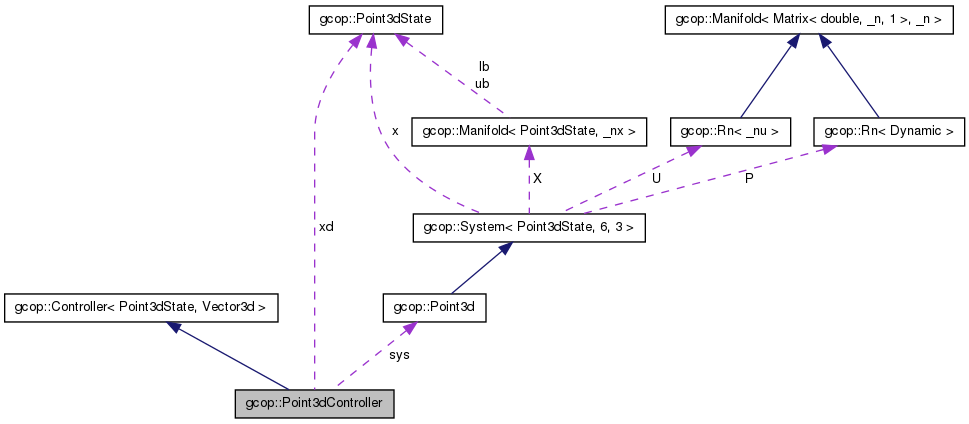 gcop::Point3dState
gcop::Manifold< Matrix< double, _n, 1 >, _n >
lb
ub
x
gcop::Manifold< Point3dState, _nx >
gcop::Rn< _nu >
gcop::Rn< Dynamic >
X
U
P
xd
gcop::System< Point3dState, 6, 3 >
gcop::Controller< Point3dState, Vector3d >
gcop::Point3d
sys
gcop::Point3dController